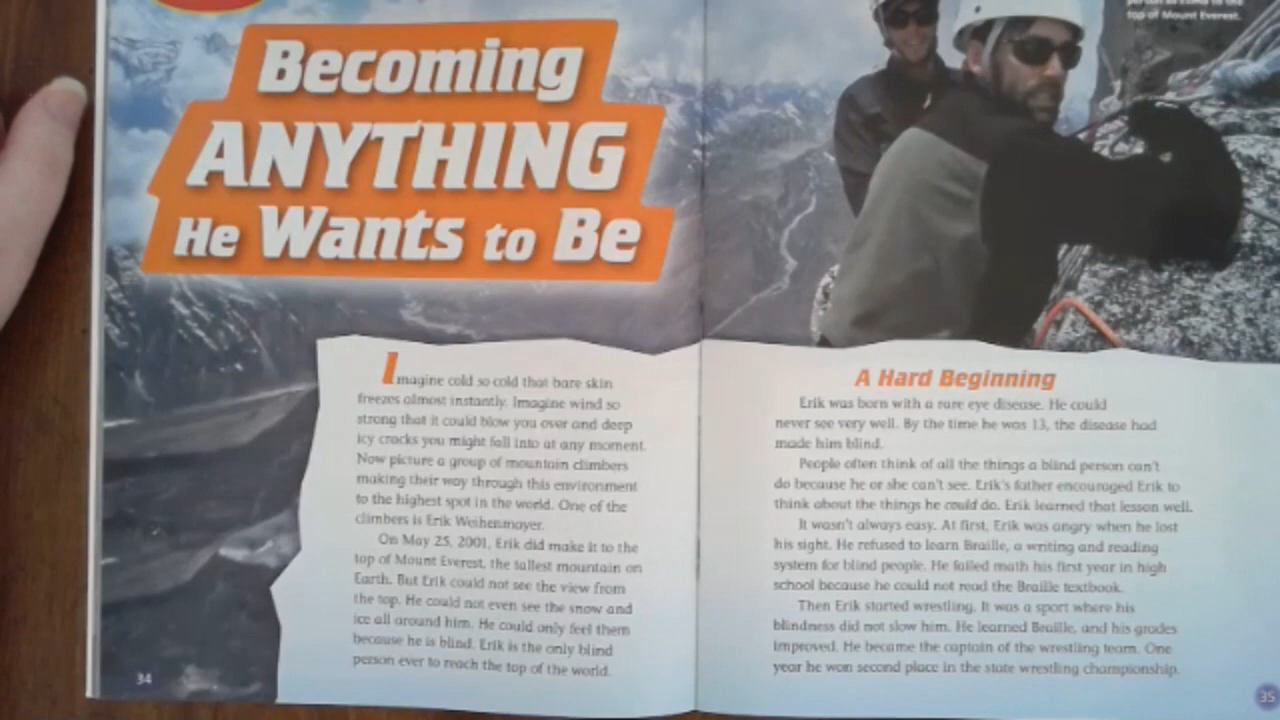 Becoming
ANYTHING
He Wants to Be
Imagine cold so cold that bare skin
freezes almost instantly. Imagine wind so
strong that it could blow you over and deep
icy cracks you might fall into at any moment.
Now picture a group of mountain climbers
making their way through this environment
to the highest spot in the world. One of the
climbers is Erik Weihenmayer.
On May 25, 2001, Erik did make it to the
top of Mount Everest, the tallest mountain on
Earth. But Erik could not see the view from
the top. He could not even see the snow and
ice all around him. He could only feel them
because he is blind. Erik is the only blind
person ever to reach the top of the world.
34
top of Mount Everest.
A Hard Beginning
Erik was born with a rare eye disease. He could
never see very well. By the time he was 13, the disease had
made him blind.
People often think of all the things a blind person can't
do because he or she can't see. Erik's father encouraged Erik to
think about the things he could do. Erik learned that lesson well.
It wasn't always easy. At first, Erik was angry when he lost
his sight. He refused to learn Braille, a writing and reading
system for blind people. He failed math his first year in high
school because he could not read the Braille textbook.
Then Erik started wrestling. It was a sport where his
blindness did not slow him. He learned Braille, and his grades
improved. He became the captain of the wrestling team. One
year he won second place in the state wrestling championship.
35